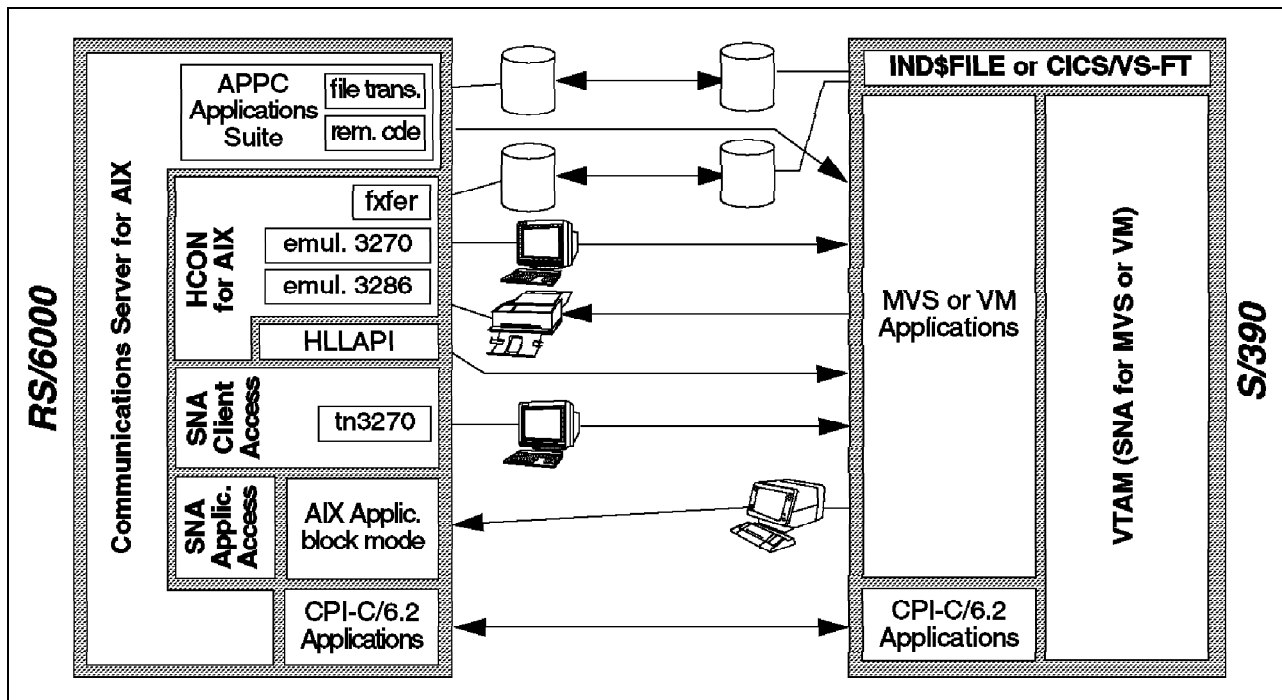 RS/6000
Communications Server for AIX
APPC
Applications
Suite
file trans.
rem. cde
HCON
for AIX
fxfer
emul. 3270
emul. 3286
HLLAPI
SNA
Client
Access
tn3270
SNA
Applic.
Access
AIX Applic.
block mode
CPI-C/6.2
Applications
IND$FILE or CICS/VS-FT
MVS or VM
Applications
CPI-C/6.2
Applications
VTAM (SNA for MVS or VM)
S/390